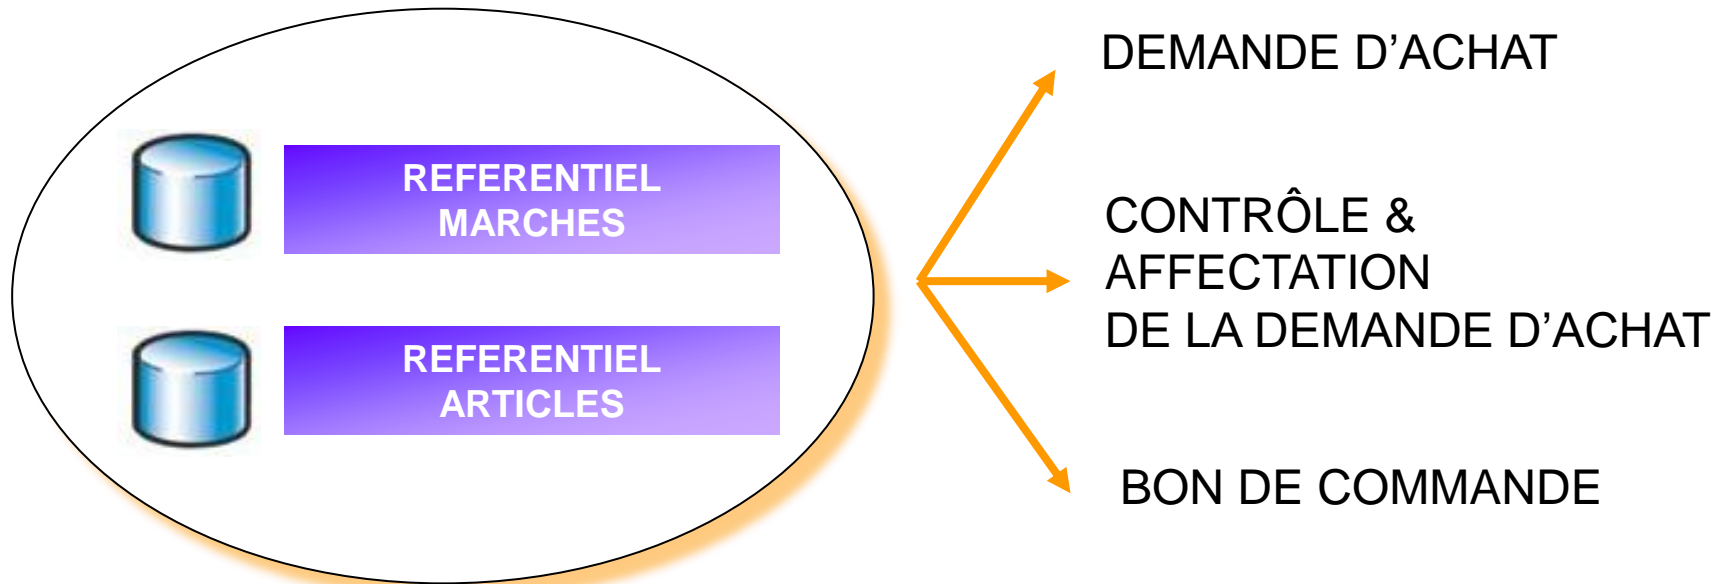 REFERENTIEL
MARCHES
REFERENTIEL
ARTICLES
DEMANDE D’ACHAT
CONTRÔLE &
AFFECTATION
DE LA DEMANDE D’ACHAT
BON DE COMMANDE